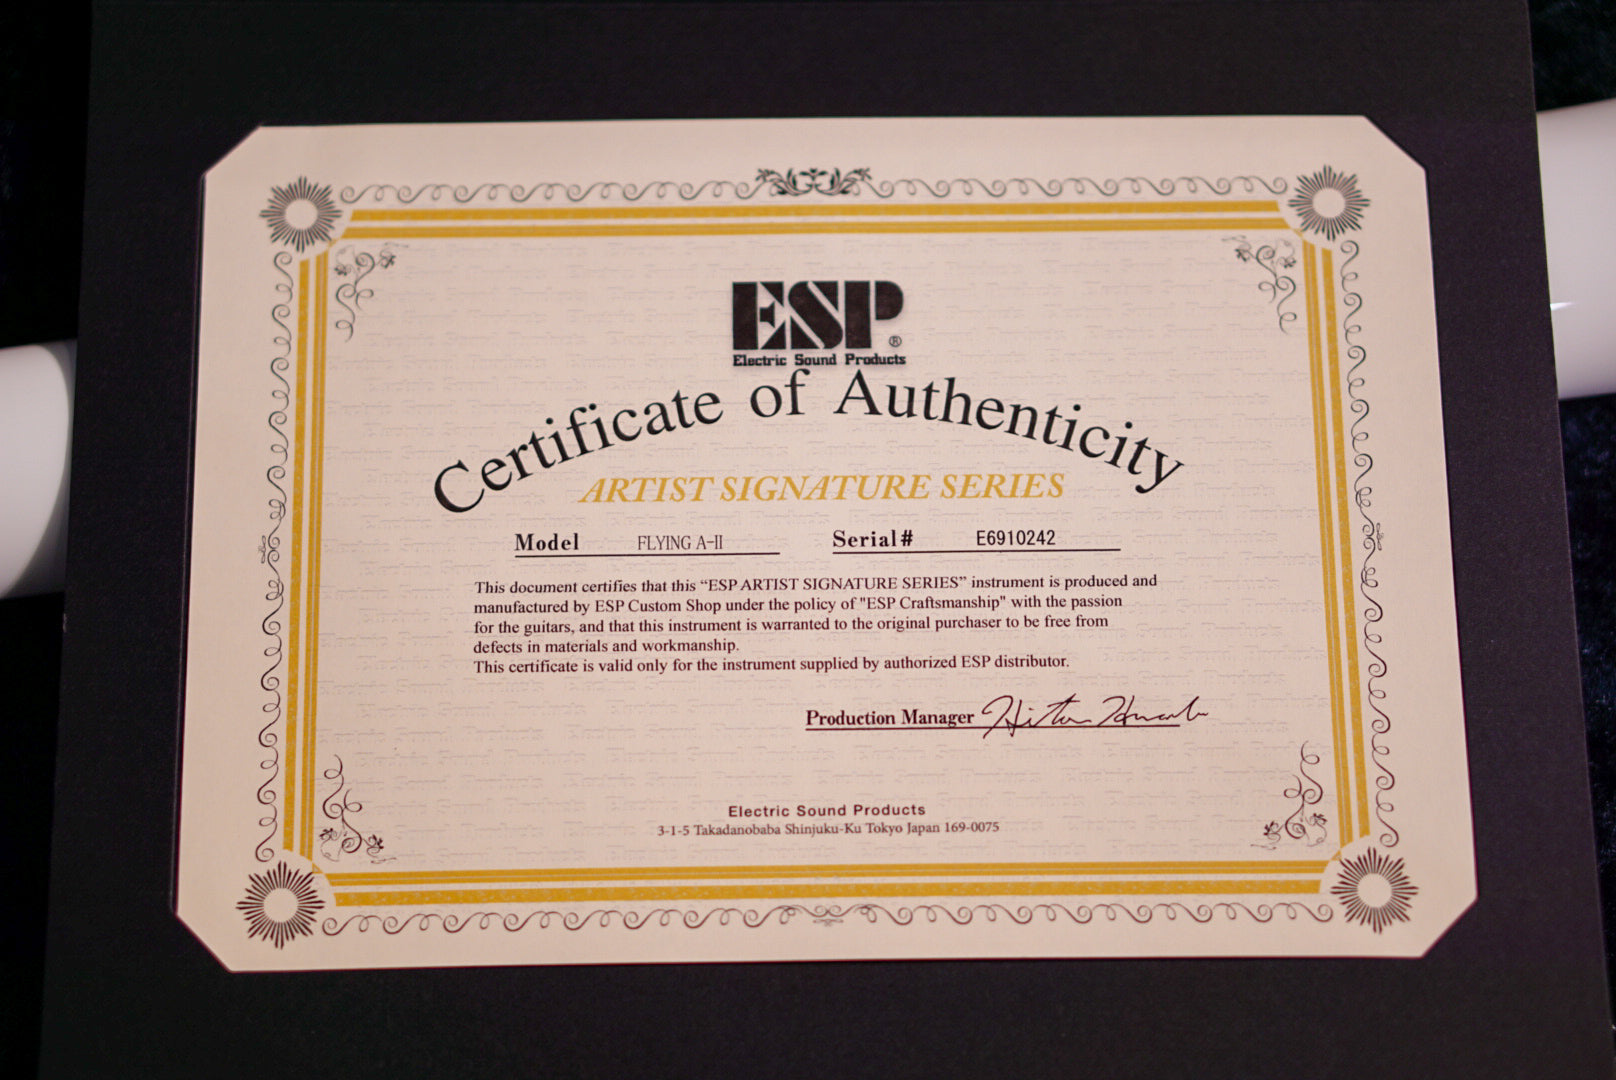 ESP®
Electric Sound Products
Certificate of Authenticity
ARTIST SIGNATURE SERIES
Model FLYING A-II Serial# E6910242
This document certifies that this “ESP ARTIST SIGNATURE SERIES” instrument is produced and
manufactured by ESP Custom Shop under the policy of "ESP Craftsmanship" with the passion
for the guitars, and that this instrument is warranted to the original purchaser to be free from
defects in materials and workmanship.
This certificate is valid only for the instrument supplied by authorized ESP distributor.
Production Manager
Electric Sound Products
3-1-5 Takadanobaba Shinjuku-Ku Tokyo Japan 169-0075